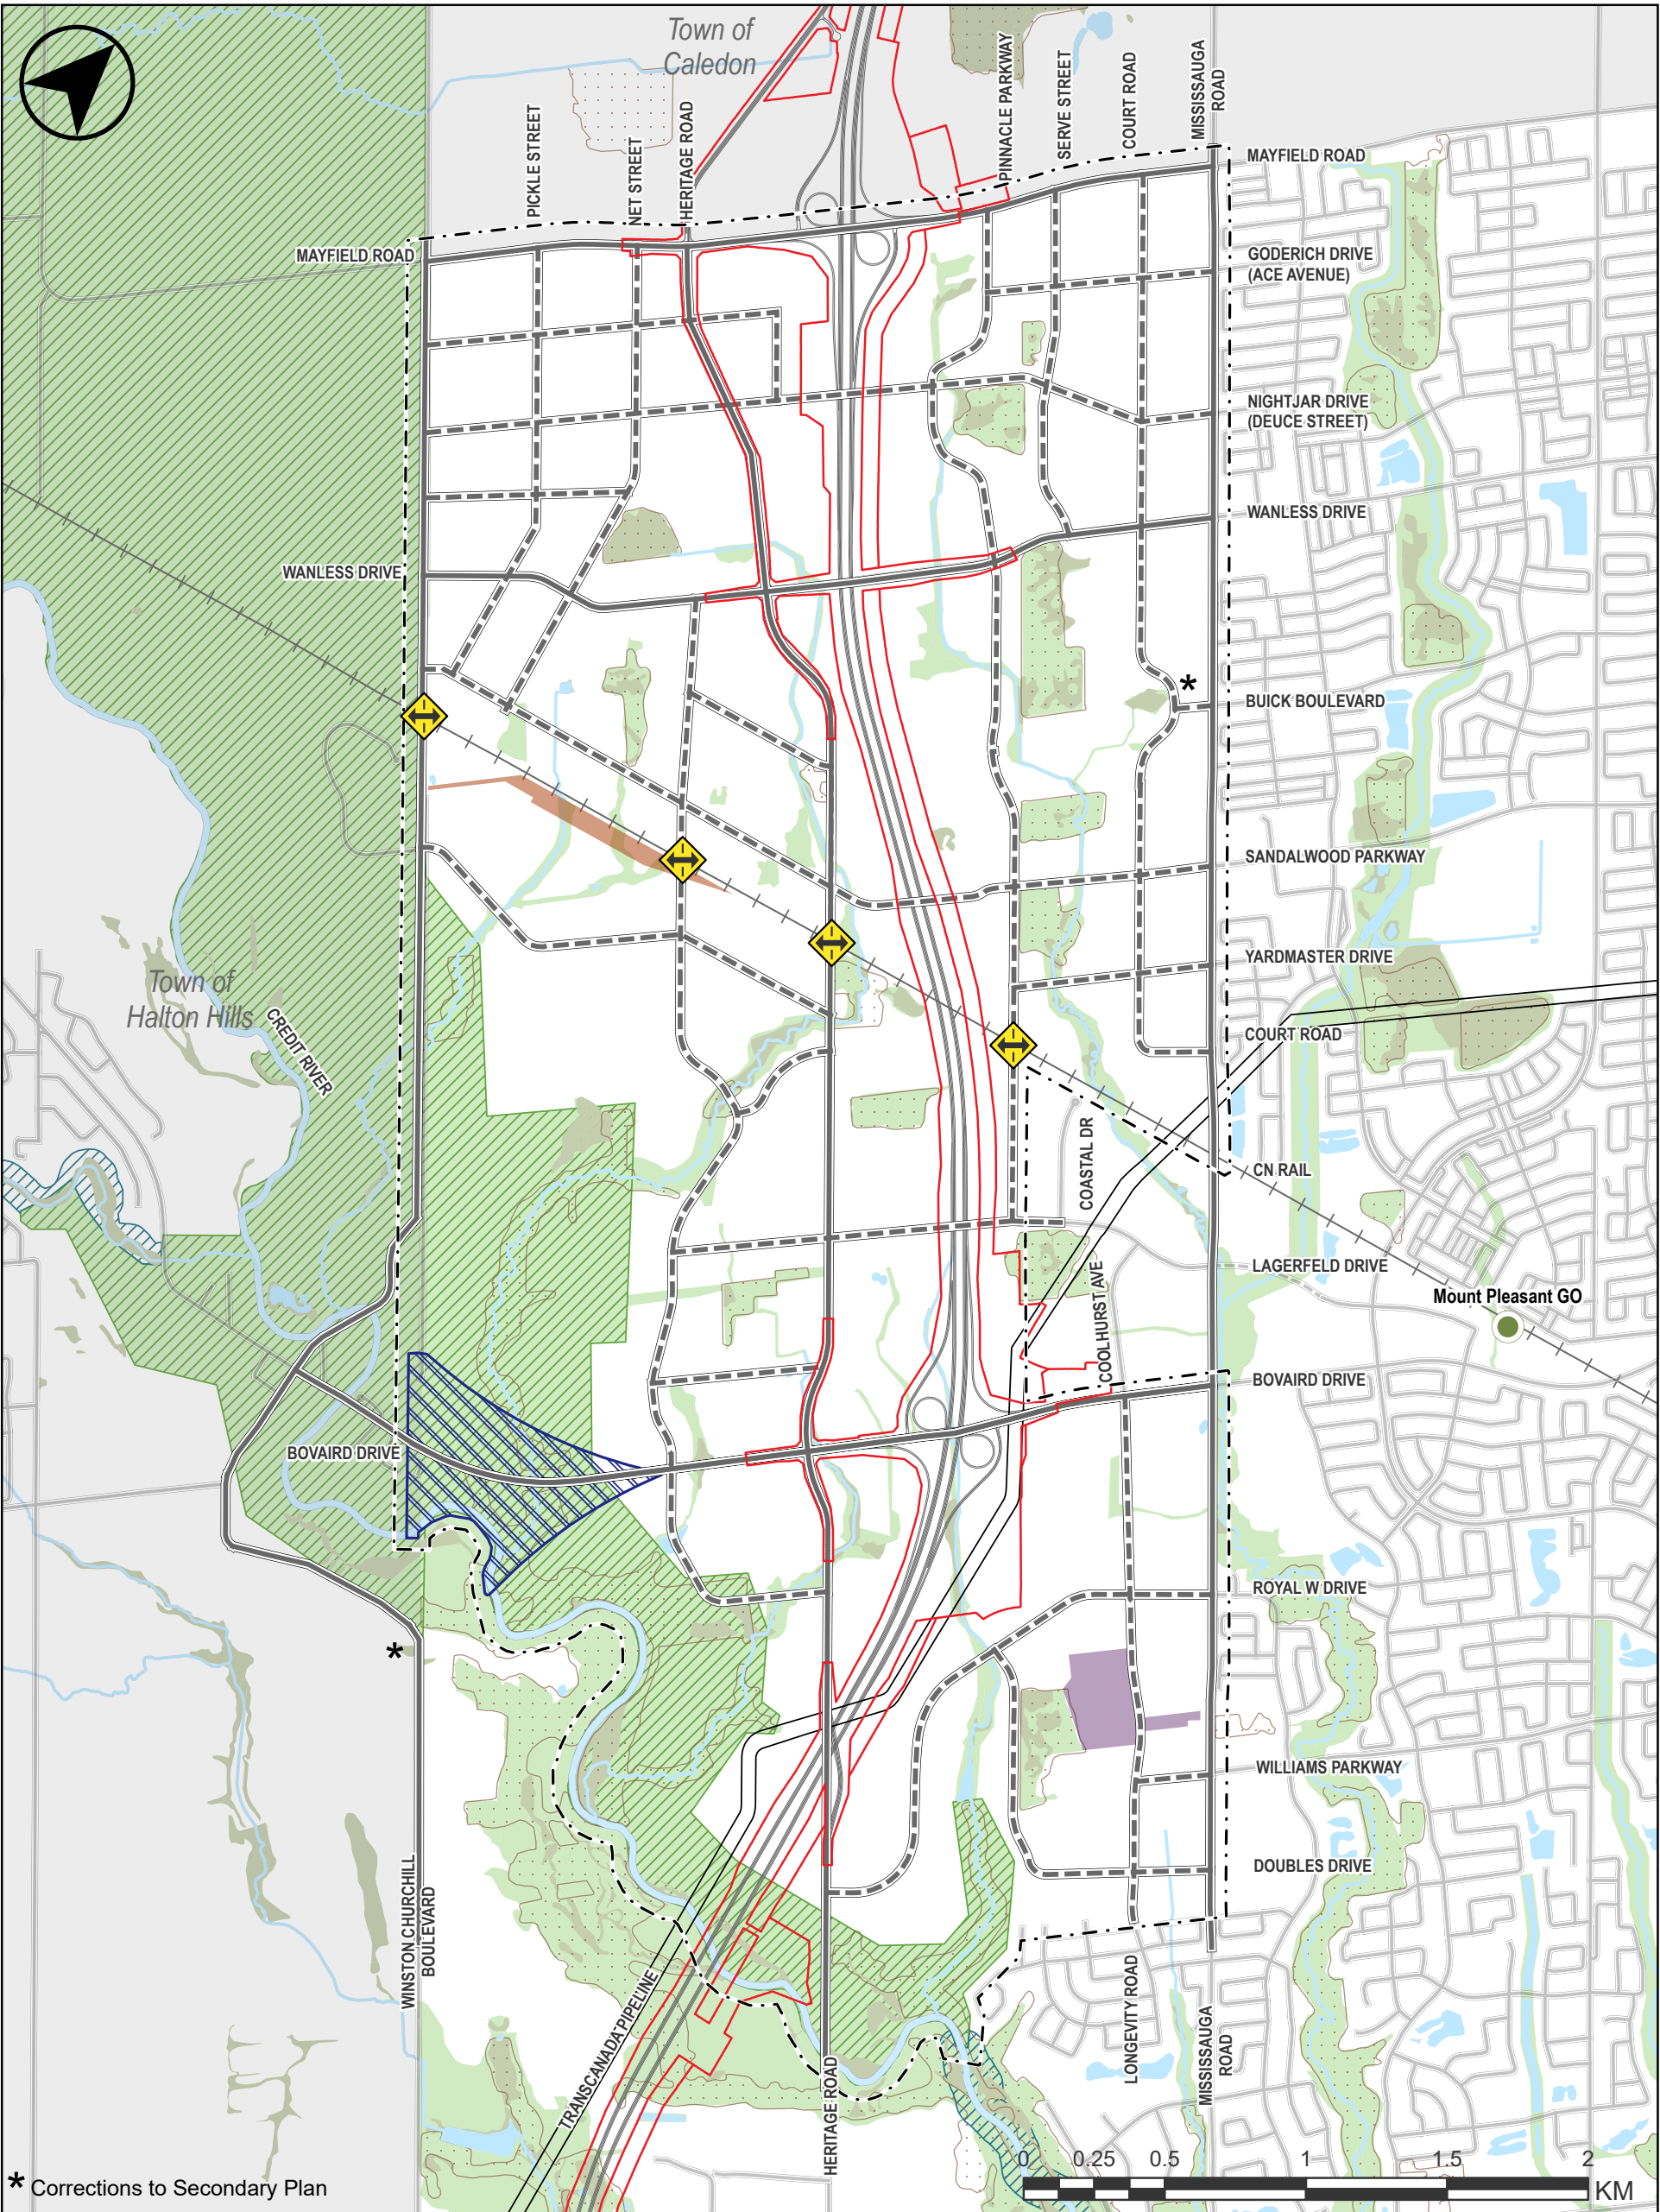 Town of
Caledon
PICKLE STREET
NET STREET
HERITAGE ROAD
PINNACLE PARKWAY
SERVE STREET
COURT ROAD
MISSISSAUGA
ROAD
MAYFIELD ROAD
MAYFIELD ROAD
GODERICH DRIVE
(ACE AVENUE)
NIGHTJAR DRIVE
(DEUCE STREET)
WANLESS DRIVE
WANLESS DRIVE
*
BUICK BOULEVARD
SANDALWOOD PARKWAY
YARDMASTER DRIVE
Town of
Halton Hills
CREDIT RIVER
COURT ROAD
COASTAL DR
CN RAIL
LAGERFELD DRIVE
COOLHURST AVE
Mount Pleasant GO
BOVAIRD DRIVE
BOVAIRD DRIVE
ROYAL W DRIVE
*
WILLIAMS PARKWAY
DOUBLES DRIVE
WINSTON CHURCHILL
BOULEVARD
TRANSCANADA PIPELINE
HERITAGE ROAD
LONGEVITY ROAD
MISSISSAUGA
ROAD
* Corrections to Secondary Plan
0 0.25 0.5 1 1.5 2
KM